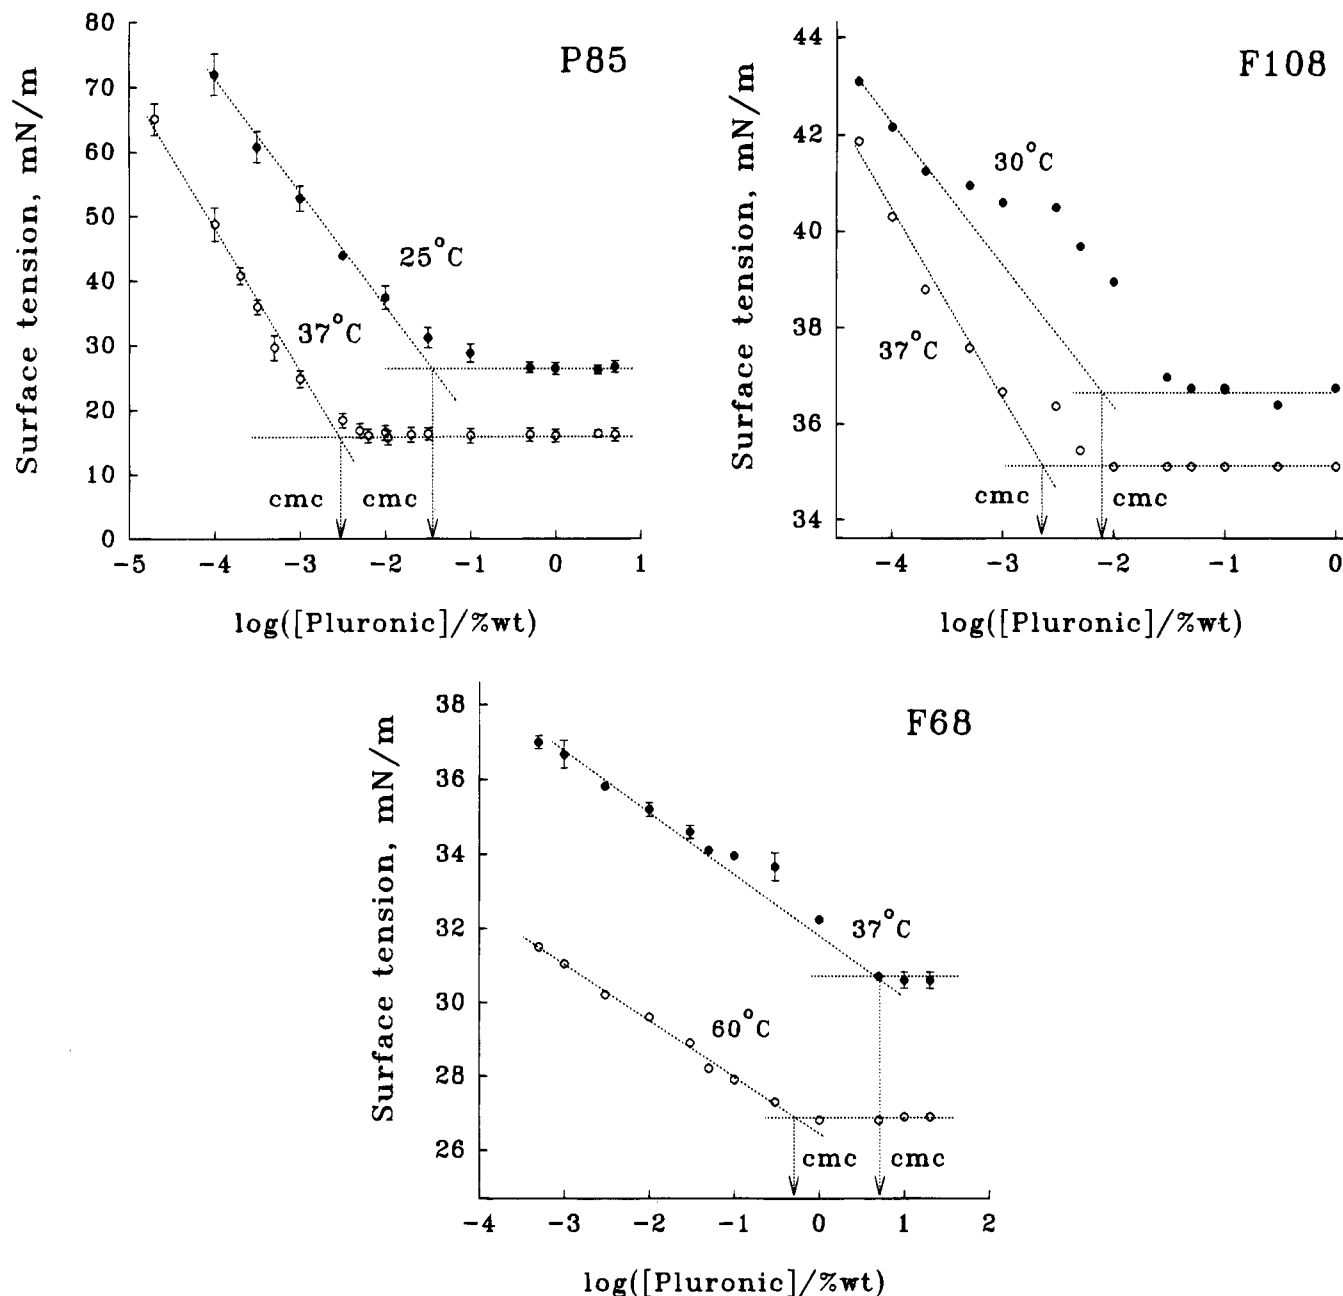 P85
Surface tension, mN/m
80
70
60
50
40
30
20
10
0
25°C
37°C
cmc
cmc
-5
-4
-3
-2
-1
0
1
log([Pluronic]/%wt)
F108
Surface tension, mN/m
44
42
40
38
36
34
30°C
37°C
cmc
cmc
-4
-3
-2
-1
0
log([Pluronic]/%wt)
F68
Surface tension, mN/m
38
36
34
32
30
28
26
37°C
60°C
cmc
cmc
-4
-3
-2
-1
0
1
2
log([Pluronic]/%wt)